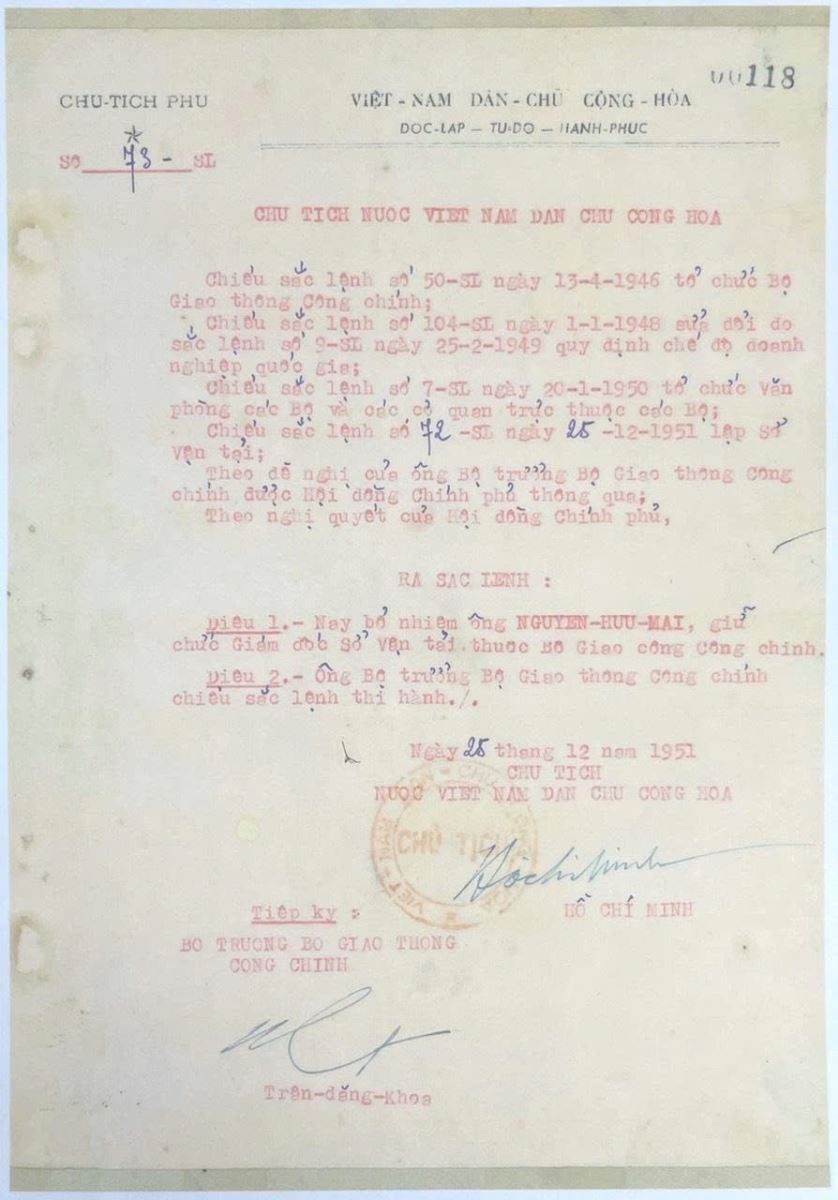 00118
CHU-TICH PHU
VIỆT - NAM DÂN - CHỦ CỘNG - HÒA
DOC-LAP — TU-DO — HANH-PHUC
Số 73 - SL
CHU TICH NUOC VIET NAM DAN CHU CONG HOA
Chiếu sắc lệnh số 50-SL ngày 13-4-1946 tổ chức Bộ
Giao thông Công chính;
Chiếu sắc lệnh số 104-SL ngày 1-1-1948 sửa đổi do
sắc lệnh số 9-SL ngày 25-2-1949 quy định chế độ doanh
nghiệp quốc gia;
Chiếu sắc lệnh số 7-SL ngày 20-1-1950 tổ chức Văn
phòng các Bộ và các cơ quan trực thuộc các Bộ;
Chiếu sắc lệnh số 72 -SL ngày 25 -12-1951 lập Sở
Vận tải;
Theo đề nghị của ông Bộ trưởng Bộ Giao thông Công
chính được Hội đồng Chính phủ thông qua;
Theo nghị quyết của Hội đồng Chính phủ,
RA SAC LENH :
Điều 1.- Nay bổ nhiệm ông NGUYEN-HUU-MAI, giữ
chức Giám đốc Sở Vận tải thuộc Bộ Giao công Công chinh.
Điều 2.- Ông Bộ trưởng Bộ Giao thông Công chính
chiếu sắc lệnh thi hành./.
Ngày 25 thang 12 nam 1951
CHU TICH
NUOC VIET NAM DAN CHU CONG HOA
CHỦ TỊCH
Hồ Chí Minh
HỒ CHÍ MINH
Tiếp ky :
BO TRUONG BO GIAO THONG
CONG CHINH
Trần-đăng-Khoa